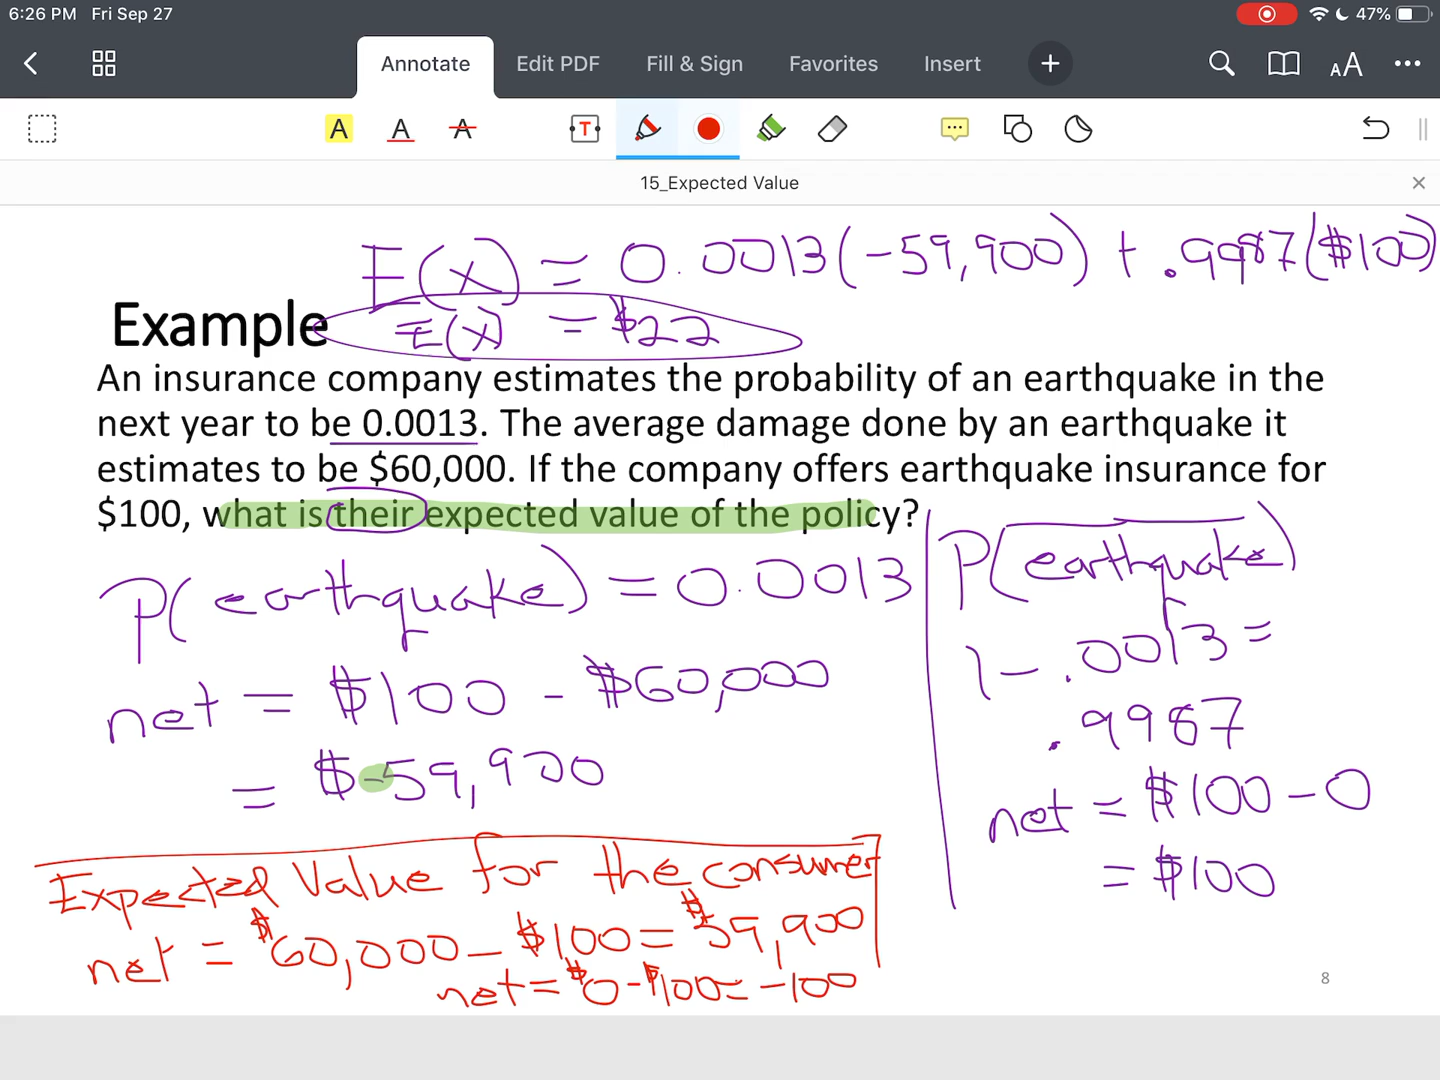 6:26 PM Fri Sep 27 47%
Annotate Edit PDF Fill & Sign Favorites Insert
A A A T AA
15_Expected Value
E(x) = 0.0013(-59,900) + .9987($100)
E(x) = $22
Example
An insurance company estimates the probability of an earthquake in the
next year to be 0.0013. The average damage done by an earthquake it
estimates to be $60,000. If the company offers earthquake insurance for
$100, what is their expected value of the policy?
P(earthquake) = 0.0013
net = $100 - $60,000
= $-59,900
P(earthquake)
1 - .0013 =
.9987
net = $100 - 0
= $100
Expected Value for the consumer
net = $60,000 - $100 = $59,900
net = $0 - $100 = -100
8